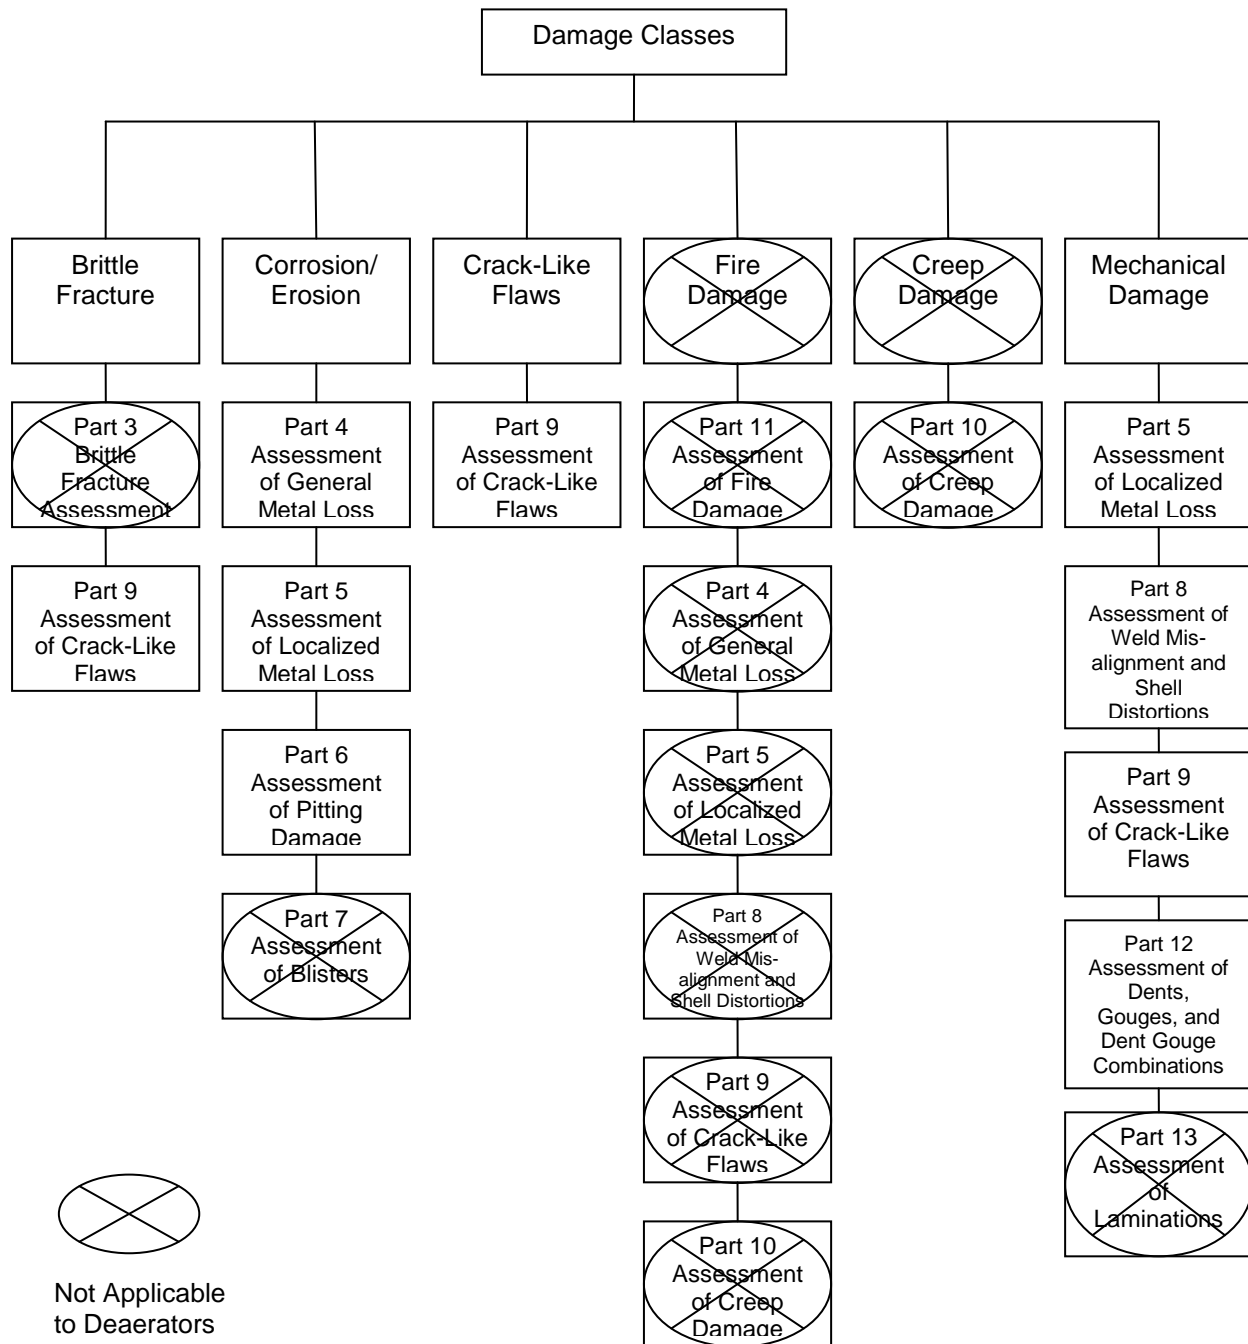 Damage Classes
Brittle
Fracture
Corrosion/
Erosion
Crack-Like
Flaws
Fire
Damage
Creep
Damage
Mechanical
Damage
Part 3
Brittle
Fracture
Assessment
Part 4
Assessment
of General
Metal Loss
Part 9
Assessment
of Crack-Like
Flaws
Part 11
Assessment
of Fire
Damage
Part 10
Assessment
of Creep
Damage
Part 5
Assessment
of Localized
Metal Loss
Part 9
Assessment
of Crack-Like
Flaws
Part 5
Assessment
of Localized
Metal Loss
Part 4
Assessment
of General
Metal Loss
Part 8
Assessment of
Weld Mis-
alignment and
Shell
Distortions
Part 6
Assessment
of Pitting
Damage
Part 5
Assessment
of Localized
Metal Loss
Part 9
Assessment
of Crack-Like
Flaws
Part 7
Assessment
of Blisters
Part 8
Assessment of
Weld Mis-
alignment and
Shell Distortions
Part 12
Assessment of
Dents,
Gouges, and
Dent Gouge
Combinations
Part 9
Assessment
of Crack-Like
Flaws
Part 13
Assessment
of
Laminations
Part 10
Assessment
of Creep
Damage
Not Applicable
to Deaerators